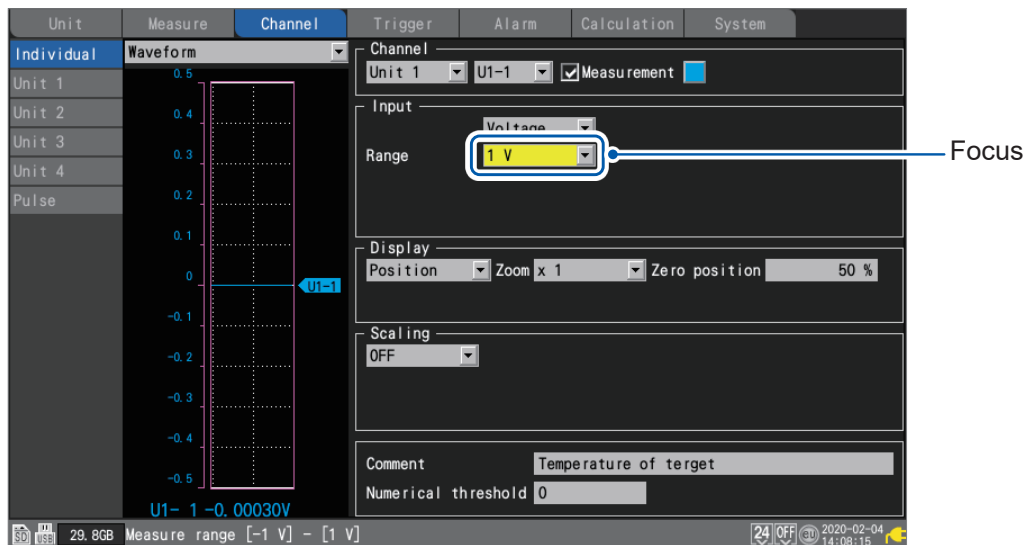 Unit Measure Channel Trigger Alarm Calculation System
Individual
Unit 1
Unit 2
Unit 3
Unit 4
Pulse
Waveform
0.5
0.4
0.3
0.2
0.1
0
-0.1
-0.2
-0.3
-0.4
-0.5
U1-1
U1- 1 -0.00030V
Channel
Unit 1 U1-1 Measurement
Input
Voltage
Range 1 V
Focus
Display
Position Zoom x 1 Zero position 50 %
Scaling
OFF
Comment Temperature of terget
Numerical threshold 0
SD USB 29.8GB Measure range [-1 V] - [1 V] 24 OFF 2020-02-04
14:08:15